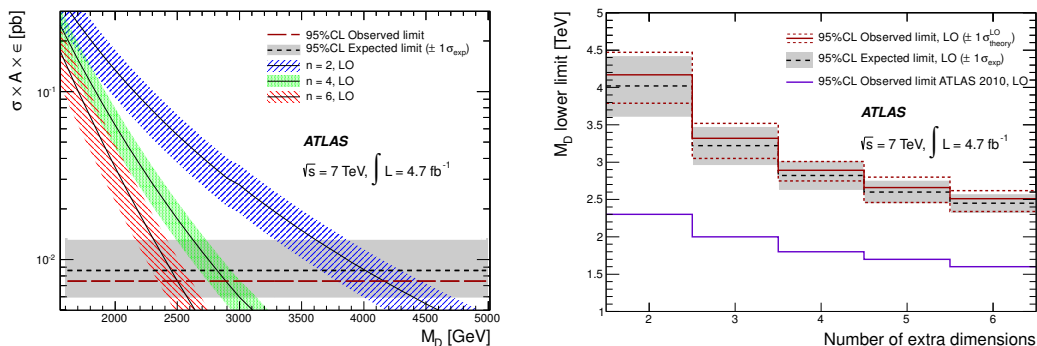 σ × A × ε [pb]
10⁻¹
10⁻²
95%CL Observed limit
95%CL Expected limit (± 1σexp)
n = 2, LO
n = 4, LO
n = 6, LO
ATLAS
√s = 7 TeV, ∫ L = 4.7 fb⁻¹
2000 2500 3000 3500 4000 4500 5000
M_D [GeV]
M_D lower limit [TeV]
5
4.5
4
3.5
3
2.5
2
1.5
1
95%CL Observed limit, LO (± 1σ^LO_theory)
95%CL Expected limit, LO (± 1σexp)
95%CL Observed limit ATLAS 2010, LO
ATLAS
√s = 7 TeV, ∫ L = 4.7 fb⁻¹
2 3 4 5 6
Number of extra dimensions